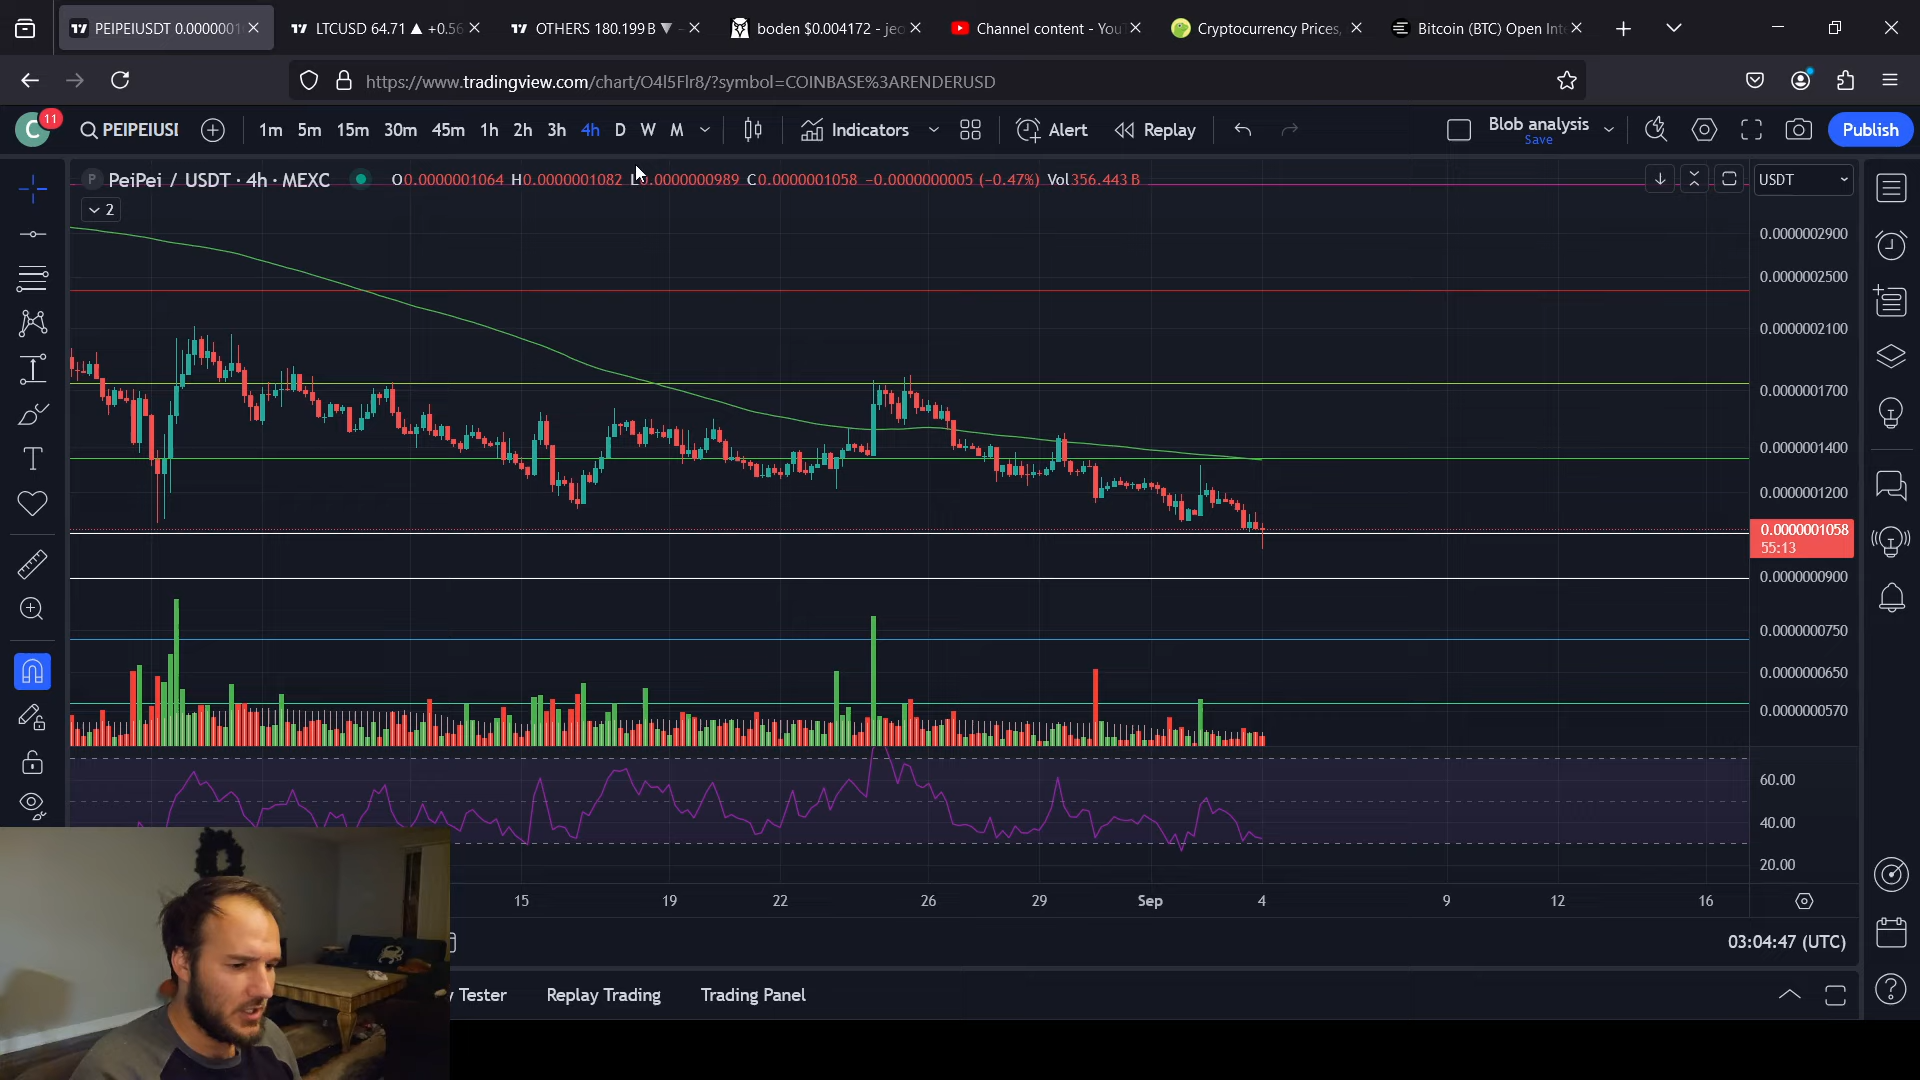 PEIPEIUSDT 0.0000001
LTCUSD 64.71 ▲ +0.56
OTHERS 180.199B ▼ -
boden $0.004172 - jeo
Channel content - YouT
Cryptocurrency Prices,
Bitcoin (BTC) Open Inte
https://www.tradingview.com/chart/O4l5Flr8/?symbol=COINBASE%3ARENDERUSD
C 11
PEIPEIUSI
1m 5m 15m 30m 45m 1h 2h 3h 4h D W M
Indicators
Alert
Replay
Blob analysis
Save
Publish
P PeiPei / USDT · 4h · MEXC O0.0000001064 H0.0000001082 L0.0000000989 C0.0000001058 −0.0000000005 (−0.47%) Vol356.443 B
USDT
2
0.0000002900
0.0000002500
0.0000002100
0.0000001700
0.0000001400
0.0000001200
0.0000001058
55:13
0.0000000900
0.0000000750
0.0000000650
0.0000000570
60.00
40.00
20.00
15 19 22 26 29 Sep 4 9 12 16
03:04:47 (UTC)
y Tester
Replay Trading
Trading Panel